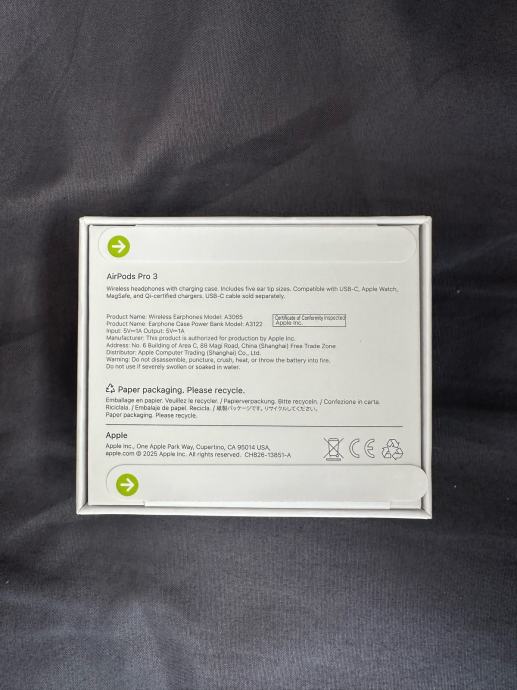 AirPods Pro 3
Wireless headphones with charging case. Includes five ear tip sizes. Compatible with USB-C, Apple Watch,
MagSafe, and Qi-certified chargers. USB-C cable sold separately.
Product Name: Wireless Earphones Model: A3065
Product Name: Earphone Case Power Bank Model: A3122
Input: 5V⎓1A Output: 5V⎓1A
Certificate of Conformity Inspected
Apple Inc.
Manufacturer: This product is authorized for production by Apple Inc.
Address: No. 6 Building of Area C, 88 Magi Road, China (Shanghai) Free Trade Zone
Distributor: Apple Computer Trading (Shanghai) Co., Ltd.
Warning: Do not disassemble, puncture, crush, heat, or throw the battery into fire.
Do not use if severely swollen or soaked in water.
Paper packaging. Please recycle.
Emballage en papier. Veuillez le recycler. / Papierverpackung. Bitte recyceln. / Confezione in carta.
Riciclala. / Embalaje de papel. Recicla. / 紙製パッケージです。リサイクルしてください。
Paper packaging. Please recycle.
Apple
Apple Inc., One Apple Park Way, Cupertino, CA 95014 USA,
apple.com © 2025 Apple Inc. All rights reserved. CH826-13851-A
CE